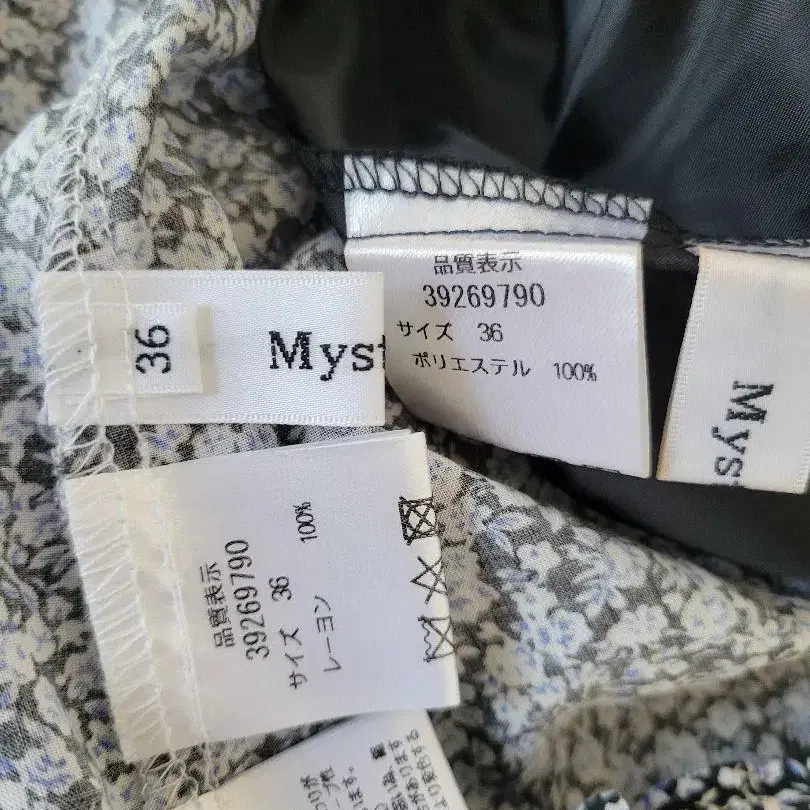 品質表示
39269790
サイズ 36
ポリエステル 100%
36
Myst
Mys
品質表示
39269790
サイズ 36
レーヨン 100%